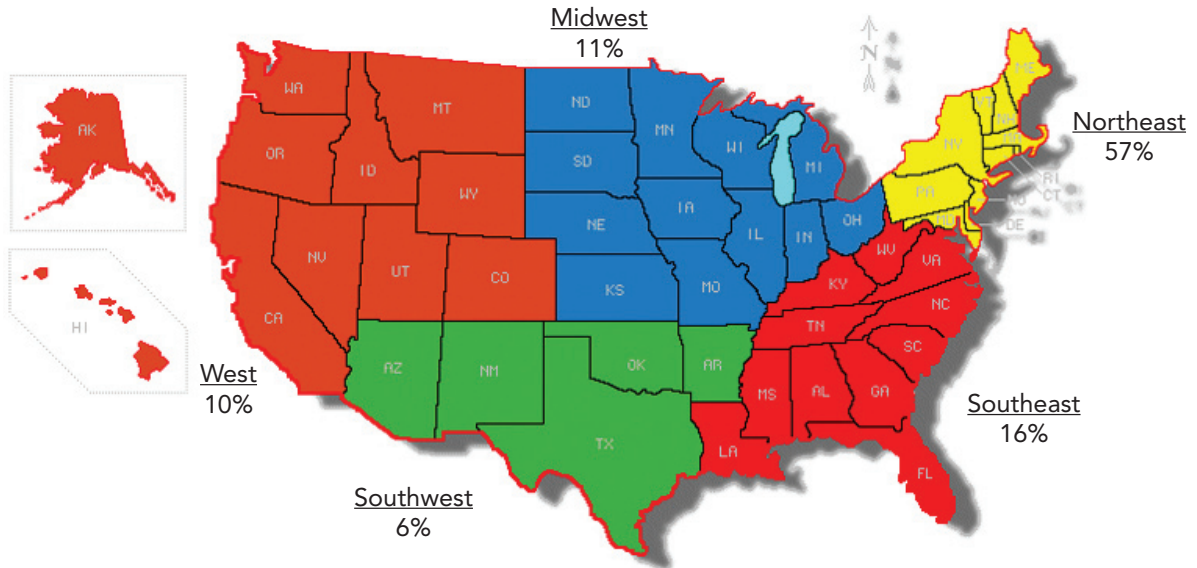 Midwest
11%
N
WA
MT
ND
MN
ME
VT
NH
Northeast
57%
AK
OR
ID
SD
WI
MI
NY
MA
RI
CT
WY
IA
PA
NJ
NE
OH
MD
DE
NV
UT
CO
IL
IN
WV
VA
KS
MO
KY
HI
CA
NC
TN
AZ
NM
OK
AR
SC
West
10%
MS
AL
GA
Southeast
16%
TX
LA
FL
Southwest
6%